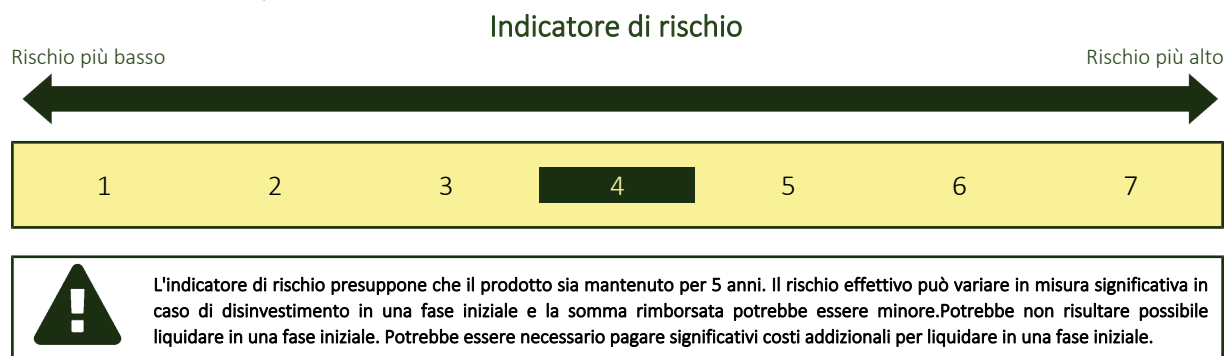 Indicatore di rischio
Rischio più basso
Rischio più alto
1 2 3 4 5 6 7
L'indicatore di rischio presuppone che il prodotto sia mantenuto per 5 anni. Il rischio effettivo può variare in misura significativa in
caso di disinvestimento in una fase iniziale e la somma rimborsata potrebbe essere minore.Potrebbe non risultare possibile
liquidare in una fase iniziale. Potrebbe essere necessario pagare significativi costi addizionali per liquidare in una fase iniziale.